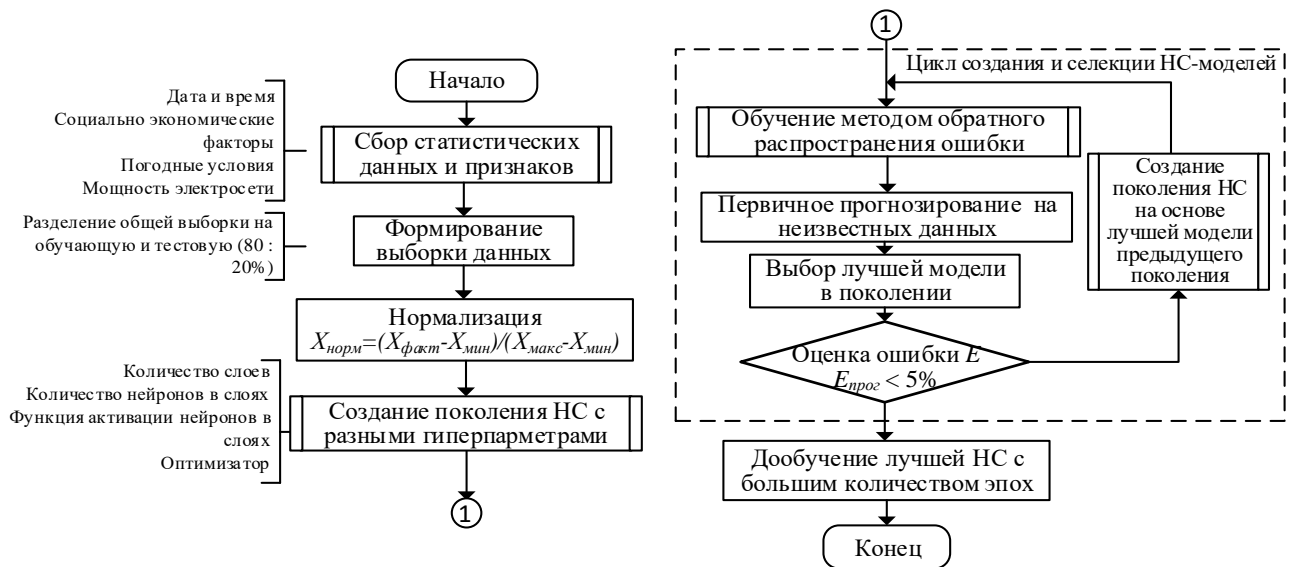 Начало
Дата и время
Социально экономические
факторы
Погодные условия
Мощность электросети
Сбор статистических
данных и признаков
Разделение общей выборки на
обучающую и тестовую (80 :
20%)
Формирование
выборки данных
Нормализация
Xнорм=(Xфакт-Xмин)/(Xмакс-Xмин)
Количество слоев
Количество нейронов в слоях
Функция активации нейронов в
слоях
Оптимизатор
Создание поколения НС с
разными гиперпарметрами
1
1
Цикл создания и селекции НС-моделей
Обучение методом обратного
распространения ошибки
Создание
поколения НС
на основе
лучшей модели
предыдущего
поколения
Первичное прогнозирование на
неизвестных данных
Выбор лучшей модели
в поколении
Оценка ошибки E
Eпрог < 5%
Дообучение лучшей НС с
большим количеством эпох
Конец